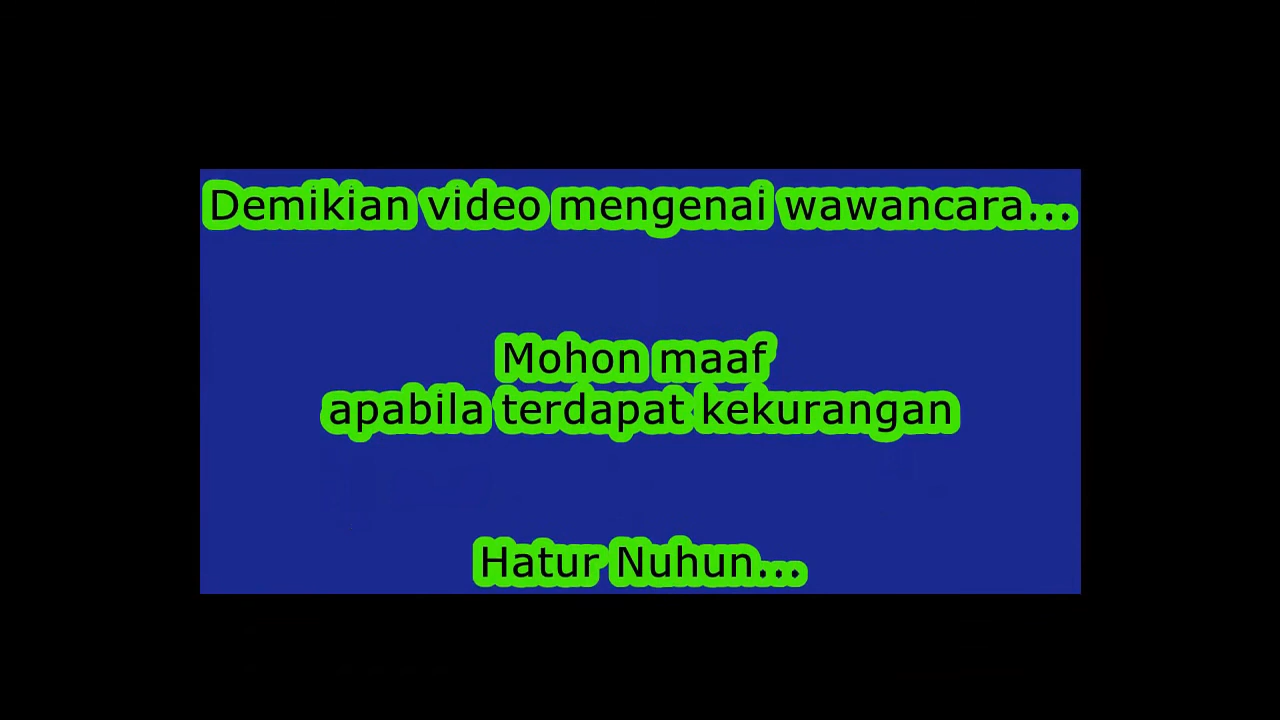 Demikian video mengenai wawancara...
Mohon maaf
apabila terdapat kekurangan
Hatur Nuhun...